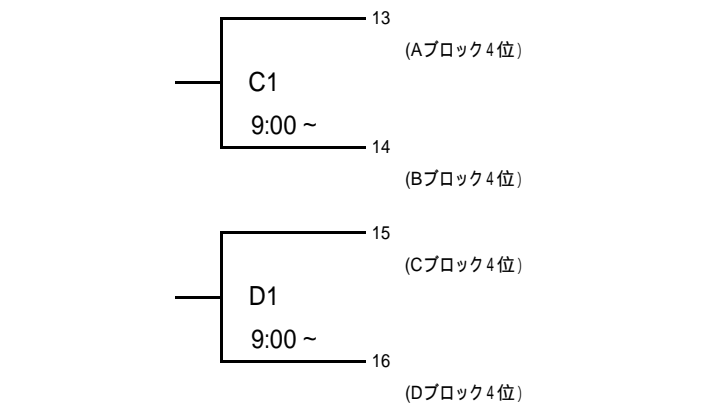 13
(Aブロック4位)
C1
9:00 ~
14
(Bブロック4位)
15
(Cブロック4位)
D1
9:00 ~
16
(Dブロック4位)